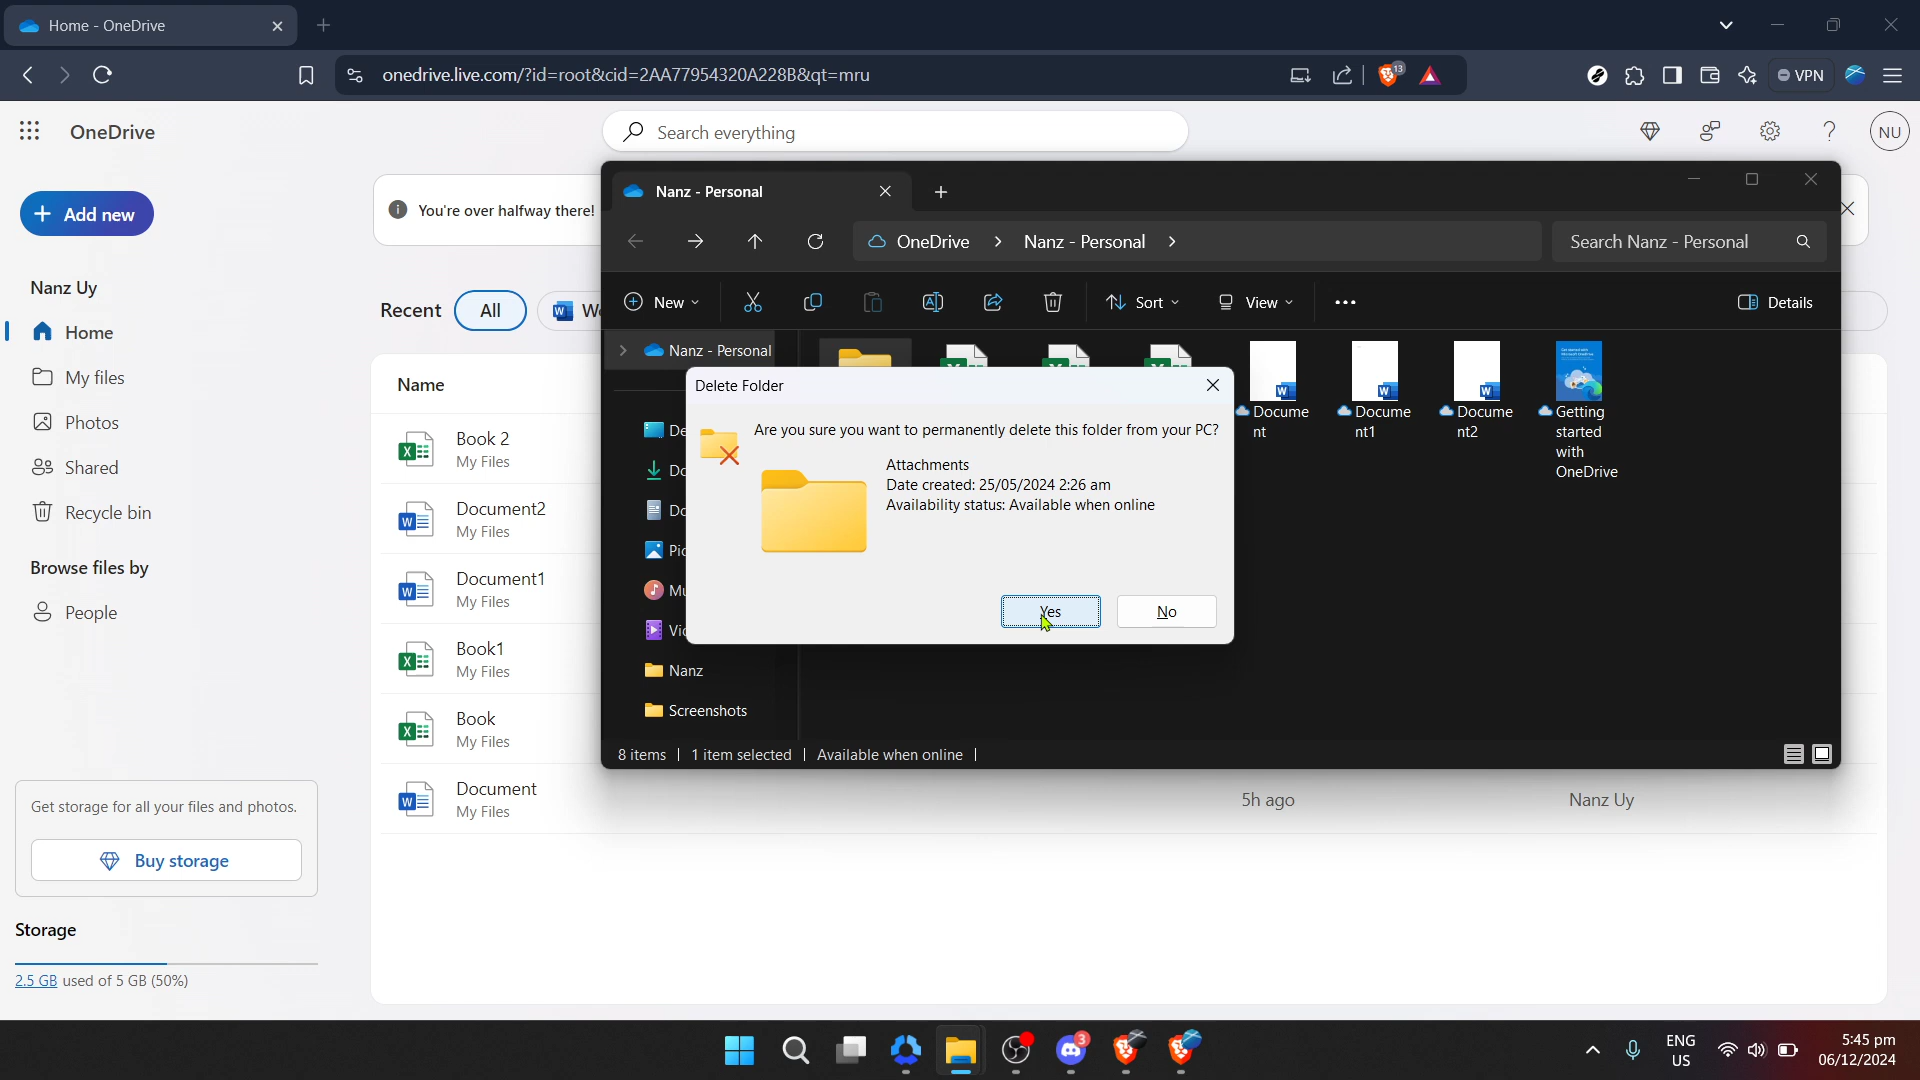 Home - OneDrive
onedrive.live.com/?id=root&cid=2AA77954320A228B&qt=mru
13
VPN
OneDrive
Search everything
NU
Add new
Nanz Uy
Home
My files
Photos
Shared
Recycle bin
Browse files by
People
Get storage for all your files and photos.
Buy storage
Storage
2.5 GB used of 5 GB (50%)
You're over halfway there!
Recent
All
Name
Book 2
My Files
Document2
My Files
Document1
My Files
Book1
My Files
Book
My Files
Document
My Files
5h ago
Nanz Uy
Nanz - Personal
OneDrive > Nanz - Personal >
Search Nanz - Personal
New
Sort
View
Details
Nanz - Personal
Nanz
Screenshots
Docume
nt
Docume
nt1
Docume
nt2
Getting
started
with
OneDrive
8 items
1 item selected
Available when online
Delete Folder
Are you sure you want to permanently delete this folder from your PC?
Attachments
Date created: 25/05/2024 2:26 am
Availability status: Available when online
Yes
No
3
ENG
US
5:45 pm
06/12/2024